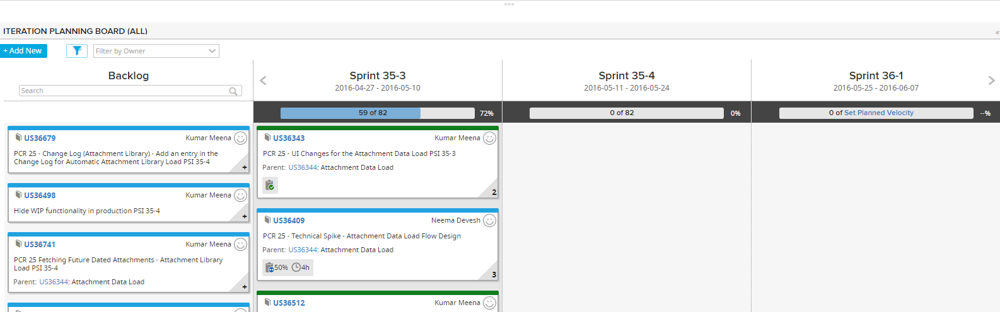 ITERATION PLANNING BOARD (ALL)
+ Add New
Filter by Owner
Backlog
Search
Sprint 35-3
2016-04-27 - 2016-05-10
Sprint 35-4
2016-05-11 - 2016-05-24
Sprint 36-1
2016-05-25 - 2016-06-07
59 of 82
72%
0 of 82
0%
0 of Set Planned Velocity
--%
US36679
Kumar Meena
PCR 25 - Change Log (Attachment Library) - Add an entry in the
Change Log for Automatic Attachment Library Load PSI 35-4
+
US36498
Kumar Meena
Hide WIP functionality in production PSI 35-4
+
US36741
Kumar Meena
PCR 25 Fetching Future Dated Attachments - Attachment Library
Load PSI 35-4
Parent: US36344: Attachment Data Load
+
US36343
Kumar Meena
PCR 25 - UI Changes for the Attachment Data Load PSI 35-3
Parent: US36344: Attachment Data Load
2
US36409
Neema Devesh
PCR 25 - Technical Spike - Attachment Data Load Flow Design
Parent: US36344: Attachment Data Load
50% 4h
3
US36512
Kumar Meena